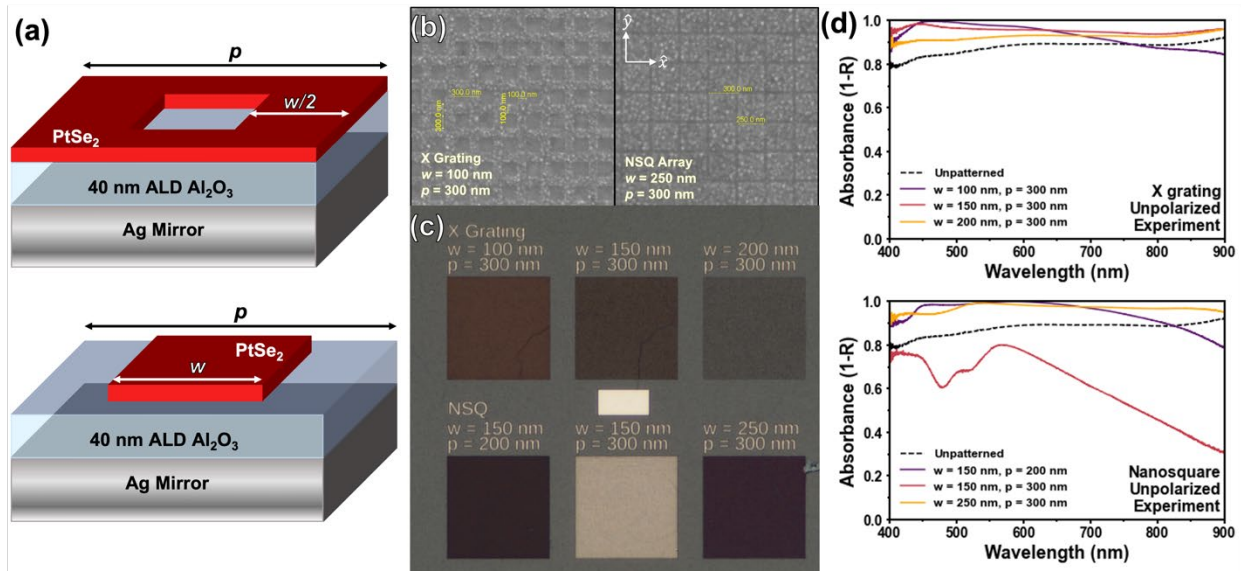 (a)
p
w/2
PtSe₂
40 nm ALD Al₂O₃
Ag Mirror
p
PtSe₂
w
40 nm ALD Al₂O₃
Ag Mirror
(b)
300.0 nm
100.0 nm
300.0 nm
100.0 nm
X Grating
w = 100 nm
p = 300 nm
ŷ
x̂
300.0 nm
250.0 nm
NSQ Array
w = 250 nm
p = 300 nm
(c)
X Grating
w = 100 nm w = 150 nm w = 200 nm
p = 300 nm p = 300 nm p = 300 nm
NSQ
w = 150 nm w = 150 nm w = 250 nm
p = 200 nm p = 300 nm p = 300 nm
(d)
Absorbance (1-R)
1.0
0.8
0.6
0.4
0.2
0.0
Unpatterned
w = 100 nm, p = 300 nm
w = 150 nm, p = 300 nm
w = 200 nm, p = 300 nm
X grating
Unpolarized
Experiment
400 500 600 700 800 900
Wavelength (nm)
Absorbance (1-R)
1.0
0.8
0.6
0.4
0.2
0.0
Unpatterned
w = 150 nm, p = 200 nm
w = 150 nm, p = 300 nm
w = 250 nm, p = 300 nm
Nanosquare
Unpolarized
Experiment
400 500 600 700 800 900
Wavelength (nm)